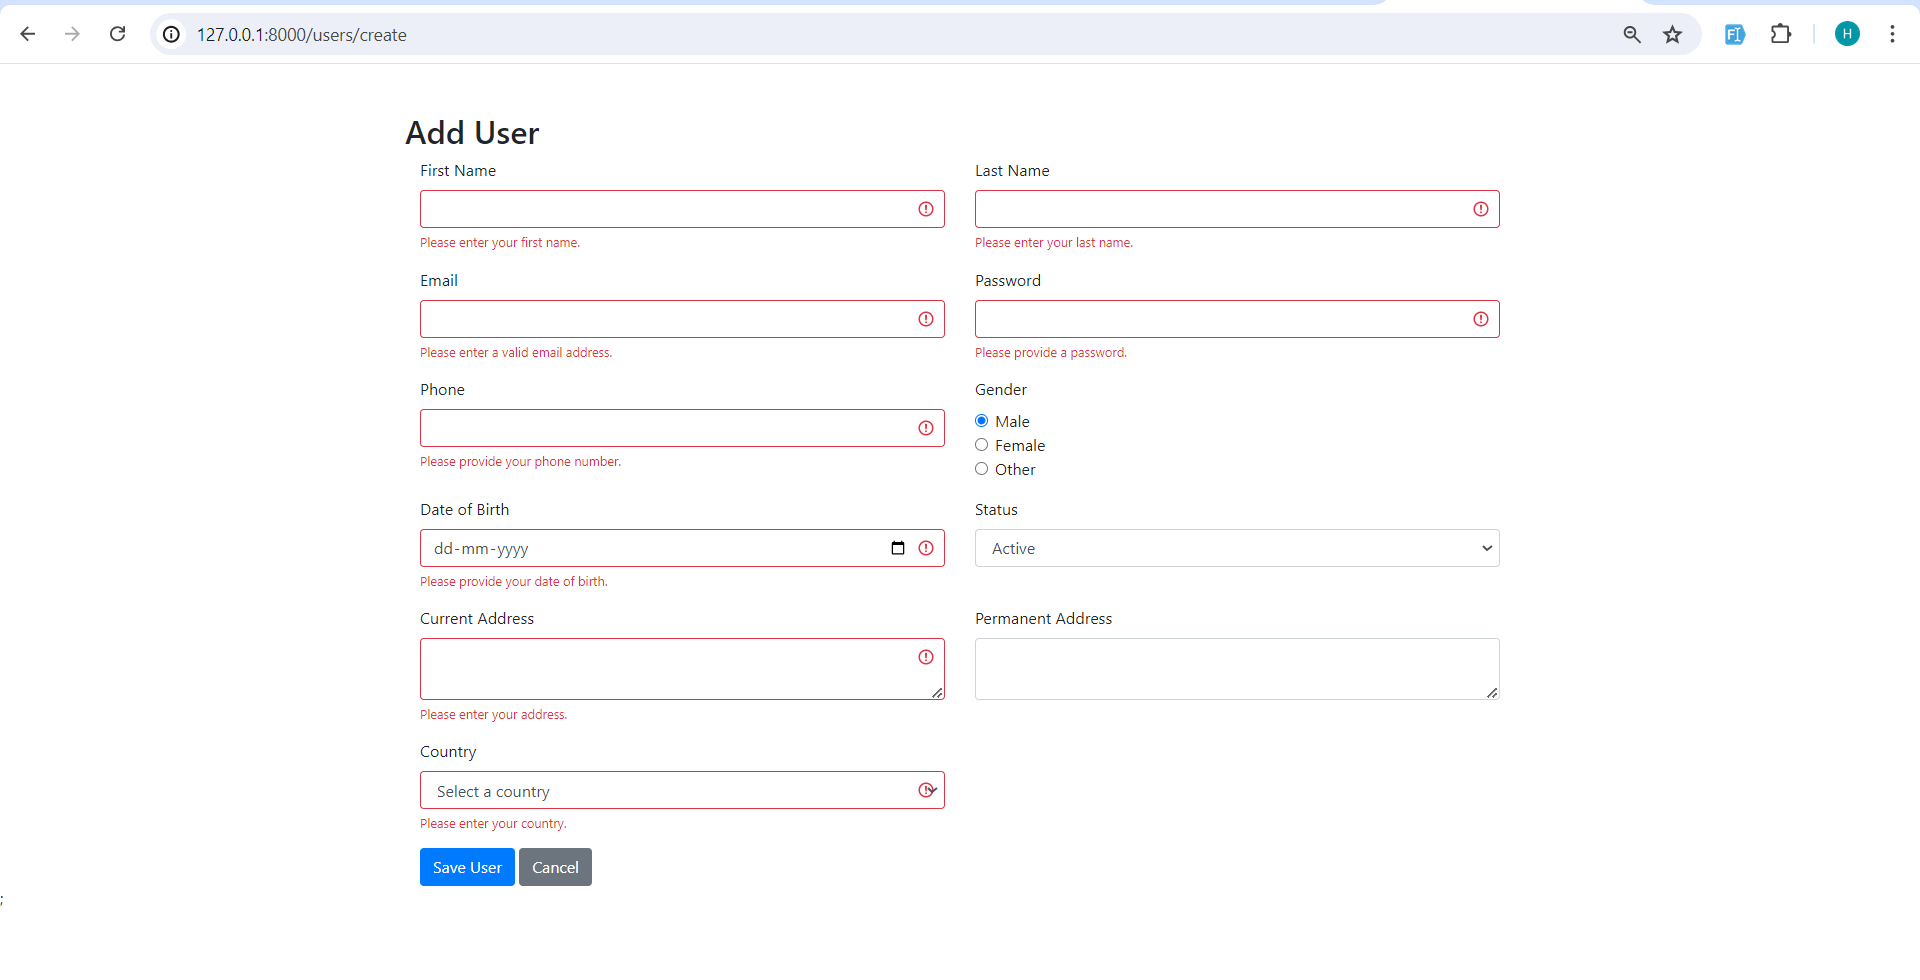 127.0.0.1:8000/users/create
H
Add User
First Name
Last Name
Please enter your first name.
Please enter your last name.
Email
Password
Please enter a valid email address.
Please provide a password.
Phone
Gender
Male
Female
Other
Please provide your phone number.
Date of Birth
Status
dd-mm-yyyy
Active
Please provide your date of birth.
Current Address
Permanent Address
Please enter your address.
Country
Select a country
Please enter your country.
Save User
Cancel
;